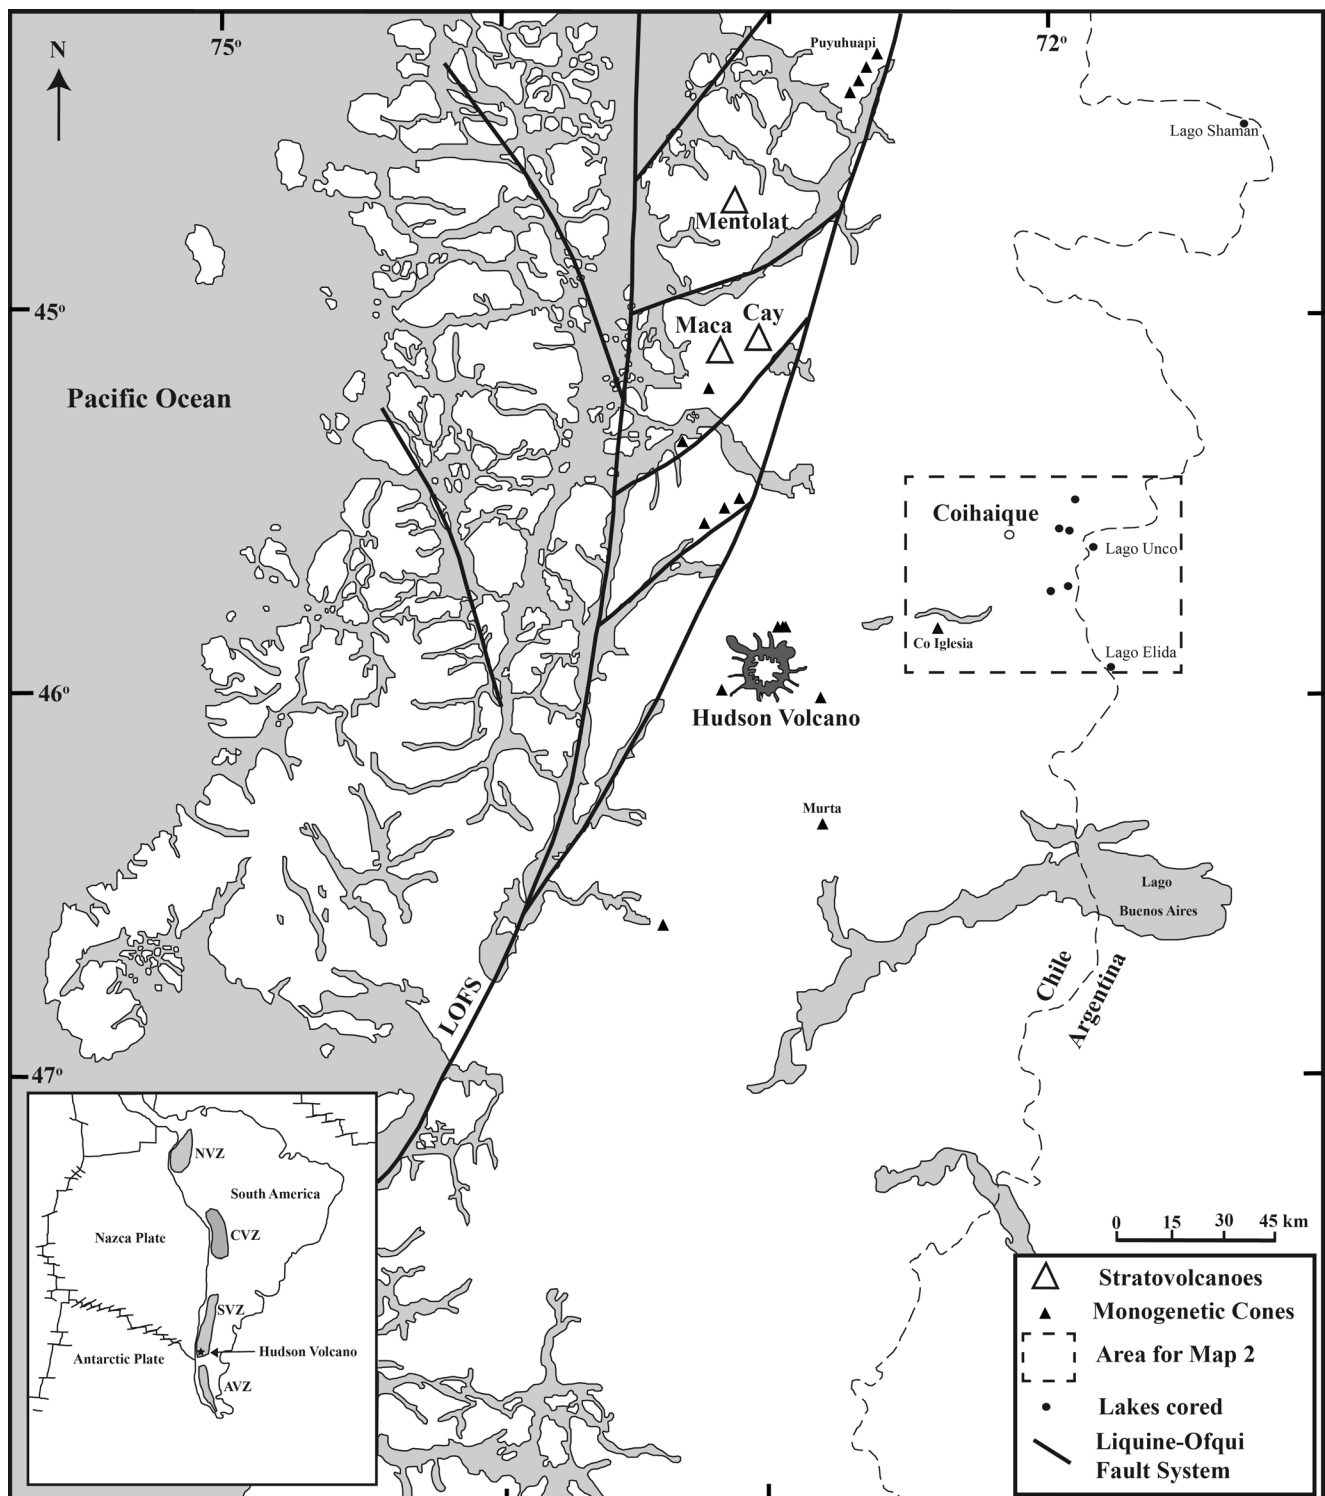 75º
72º
N
Puyuhuapi
Lago Shaman
Mentolat
45º
Cay
Maca
Pacific Ocean
Coihaique
Lago Unco
Co Iglesia
Lago Elida
46º
Hudson Volcano
Murta
Lago
Buenos Aires
Chile
Argentina
LOFS
47º
NVZ
South America
Nazca Plate
CVZ
SVZ
Hudson Volcano
Antarctic Plate
AVZ
0 15 30 45 km
Stratovolcanoes
Monogenetic Cones
Area for Map 2
Lakes cored
Liquine-Ofqui
Fault System